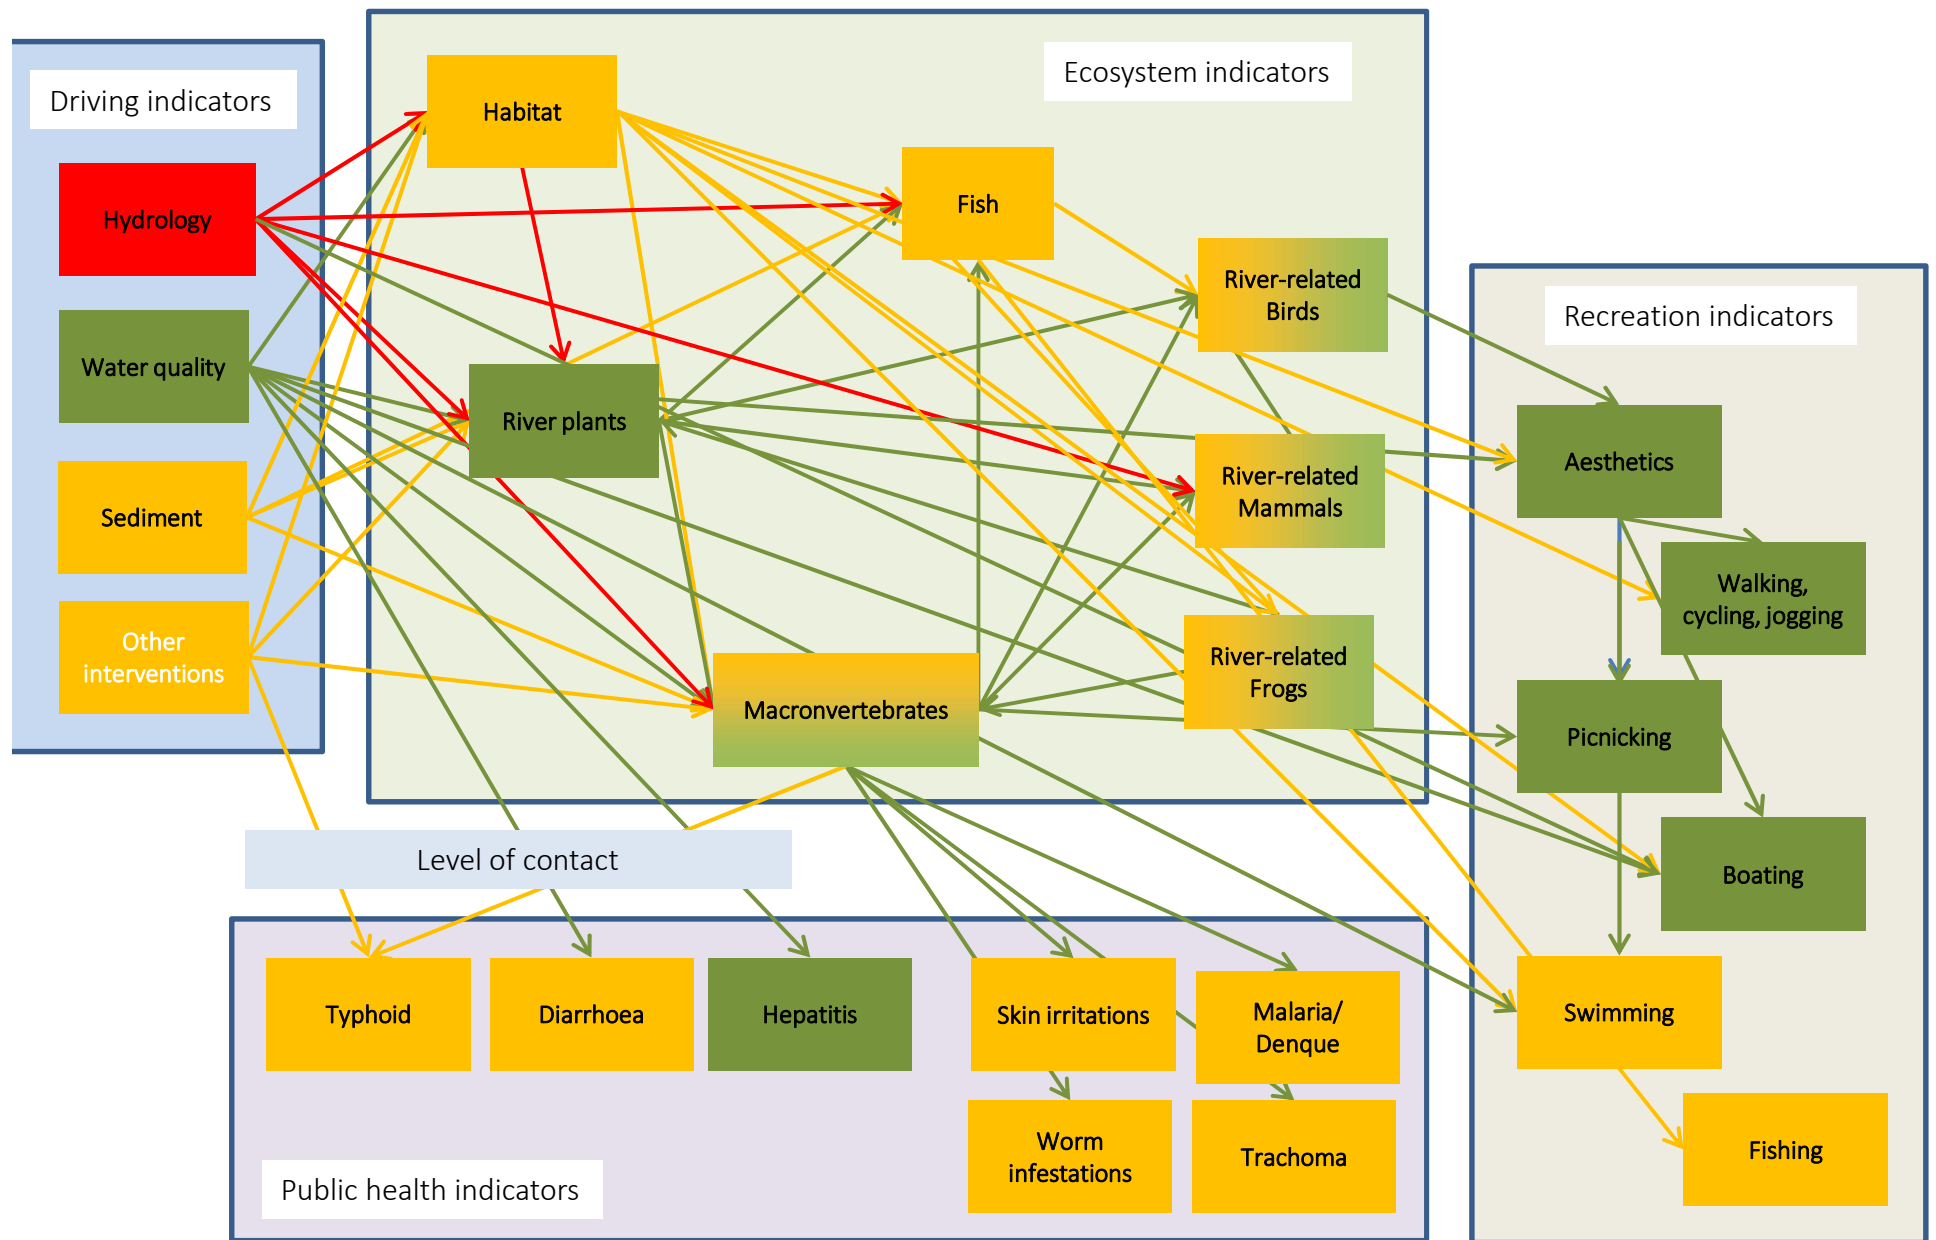 Driving indicators
Hydrology
Water quality
Sediment
Other
interventions
Ecosystem indicators
Habitat
Fish
River-related
Birds
River plants
River-related
Mammals
River-related
Frogs
Macronvertebrates
Recreation indicators
Aesthetics
Walking,
cycling, jogging
Picnicking
Boating
Swimming
Fishing
Level of contact
Typhoid
Diarrhoea
Hepatitis
Skin irritations
Malaria/
Denque
Worm
infestations
Trachoma
Public health indicators